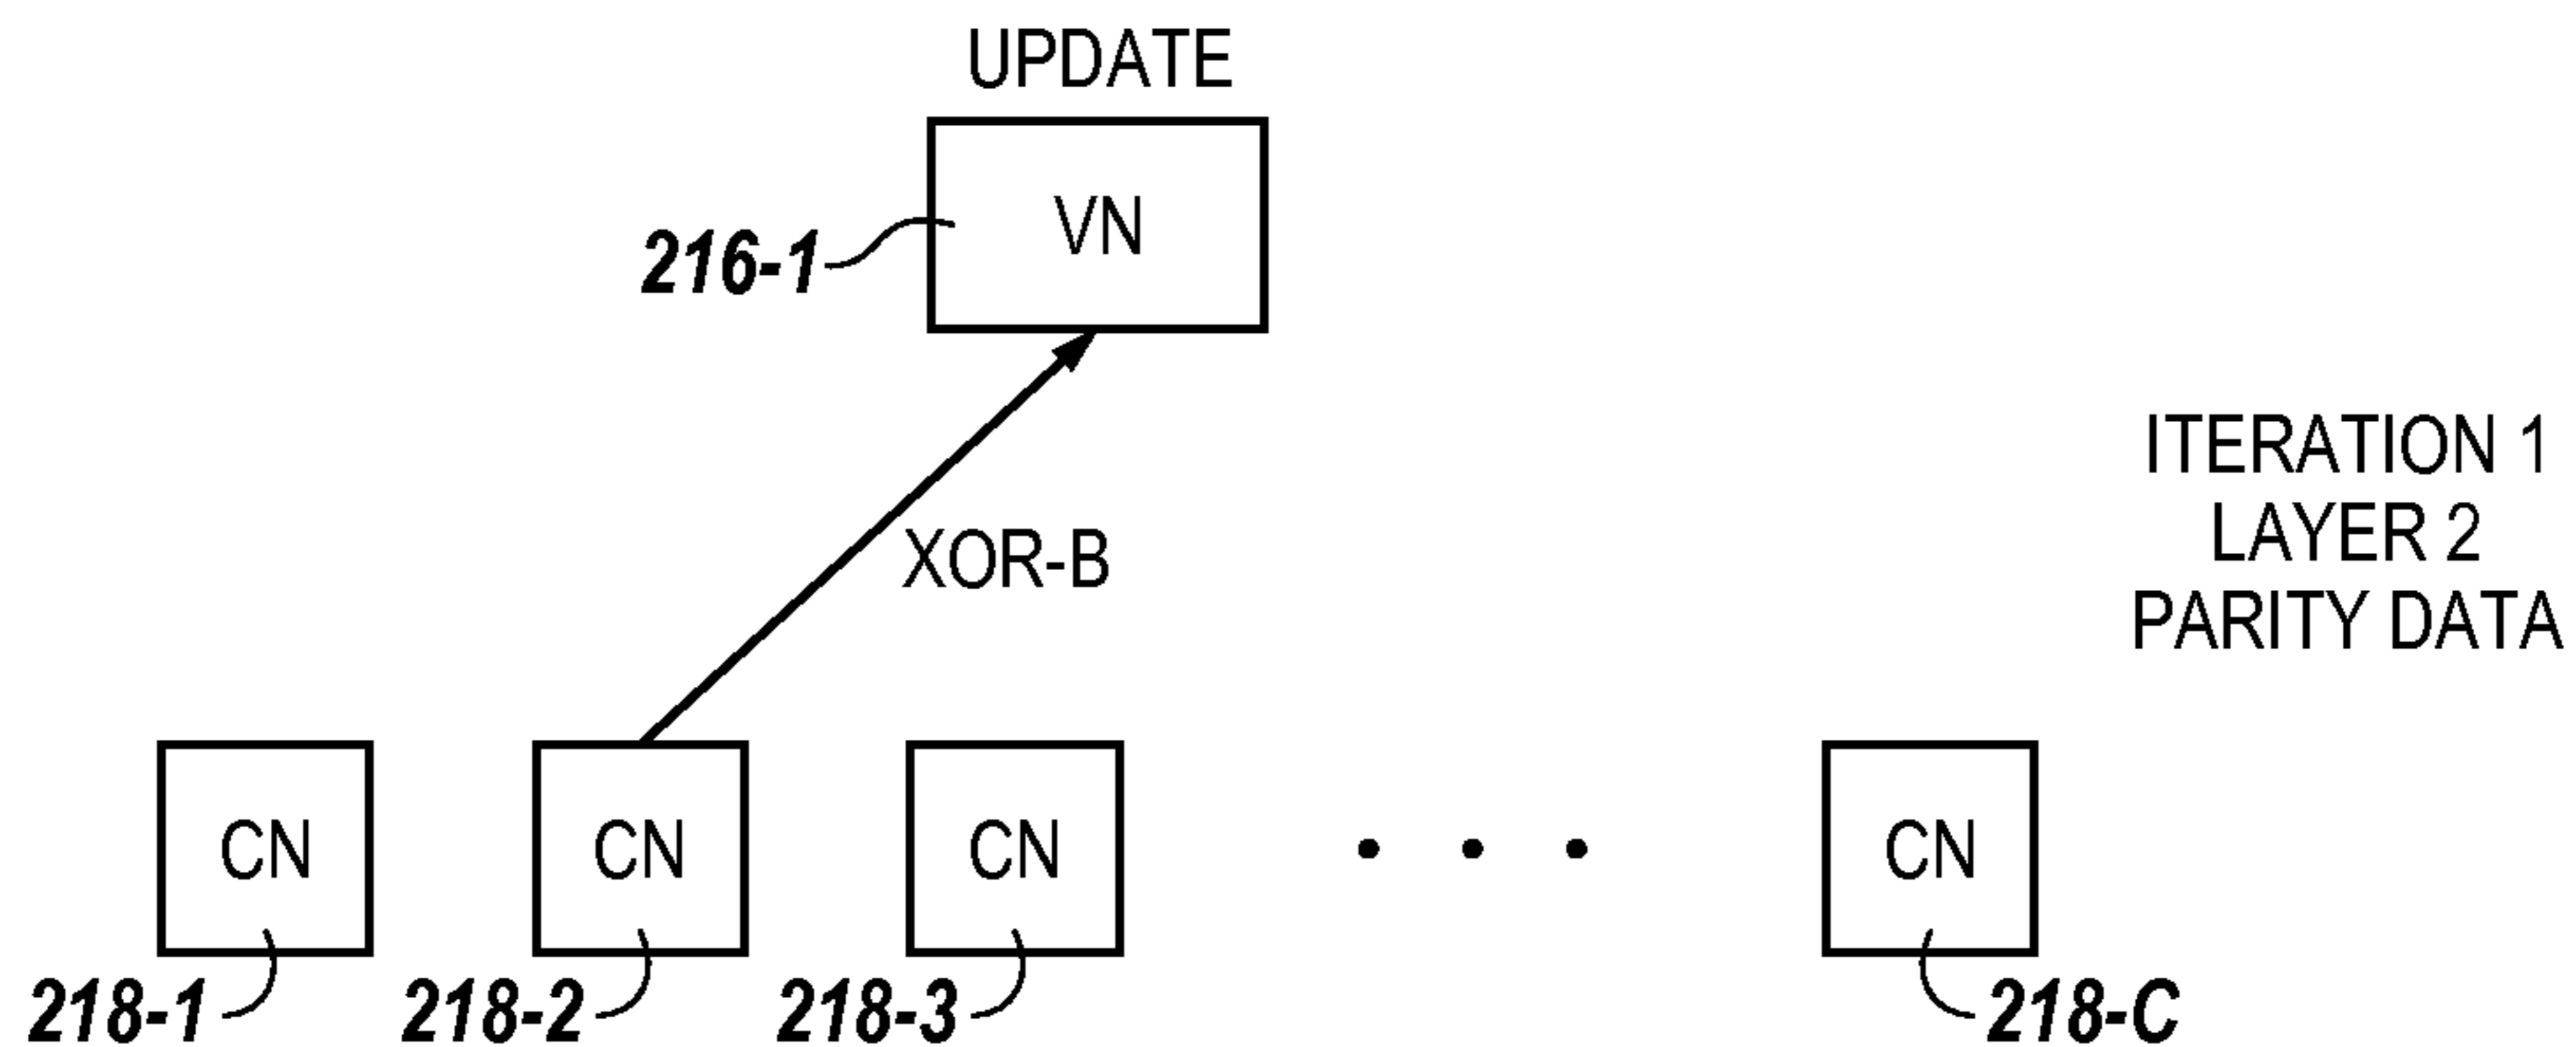 UPDATE
VN
216-1
XOR-B
ITERATION 1
LAYER 2
PARITY DATA
CN CN CN CN
218-1 218-2 218-3 218-C